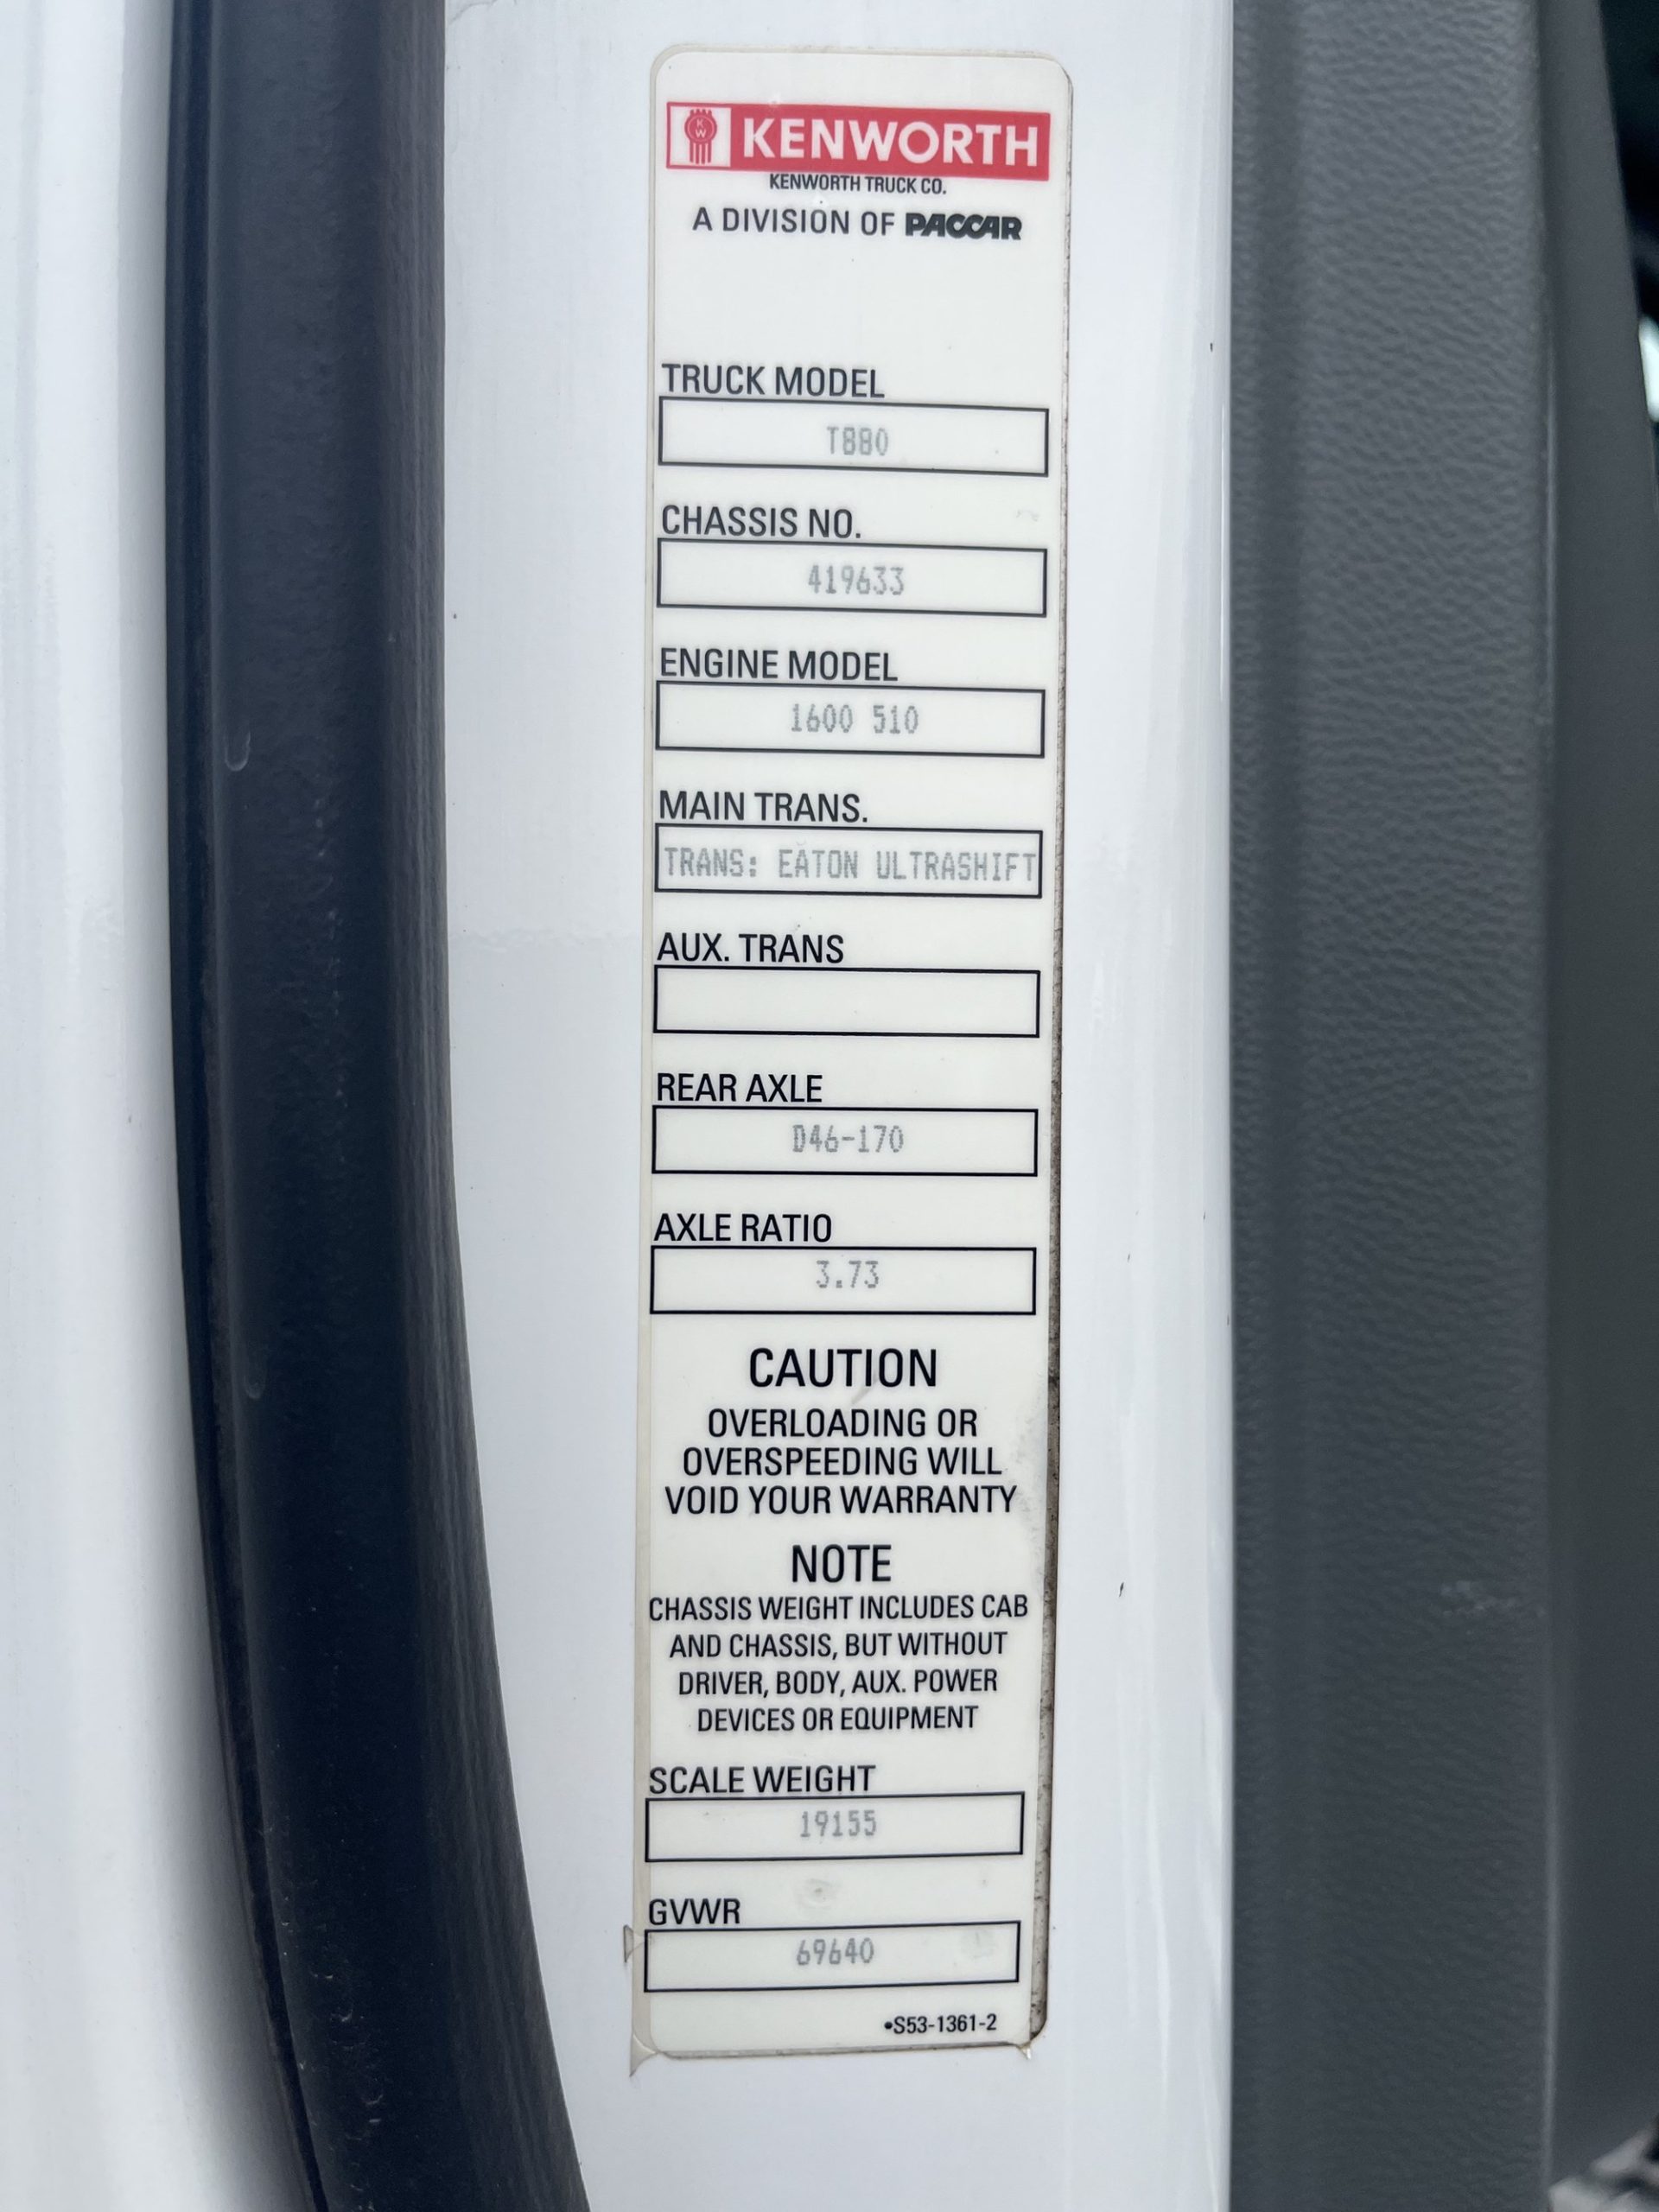 KW KENWORTH
KENWORTH TRUCK CO.
A DIVISION OF PACCAR
TRUCK MODEL
T880
CHASSIS NO.
419633
ENGINE MODEL
1600 510
MAIN TRANS.
TRANS: EATON ULTRASHIFT
AUX. TRANS
REAR AXLE
D46-170
AXLE RATIO
3.73
CAUTION
OVERLOADING OR
OVERSPEEDING WILL
VOID YOUR WARRANTY
NOTE
CHASSIS WEIGHT INCLUDES CAB
AND CHASSIS, BUT WITHOUT
DRIVER, BODY, AUX. POWER
DEVICES OR EQUIPMENT
SCALE WEIGHT
19155
GVWR
69640
•S53-1361-2